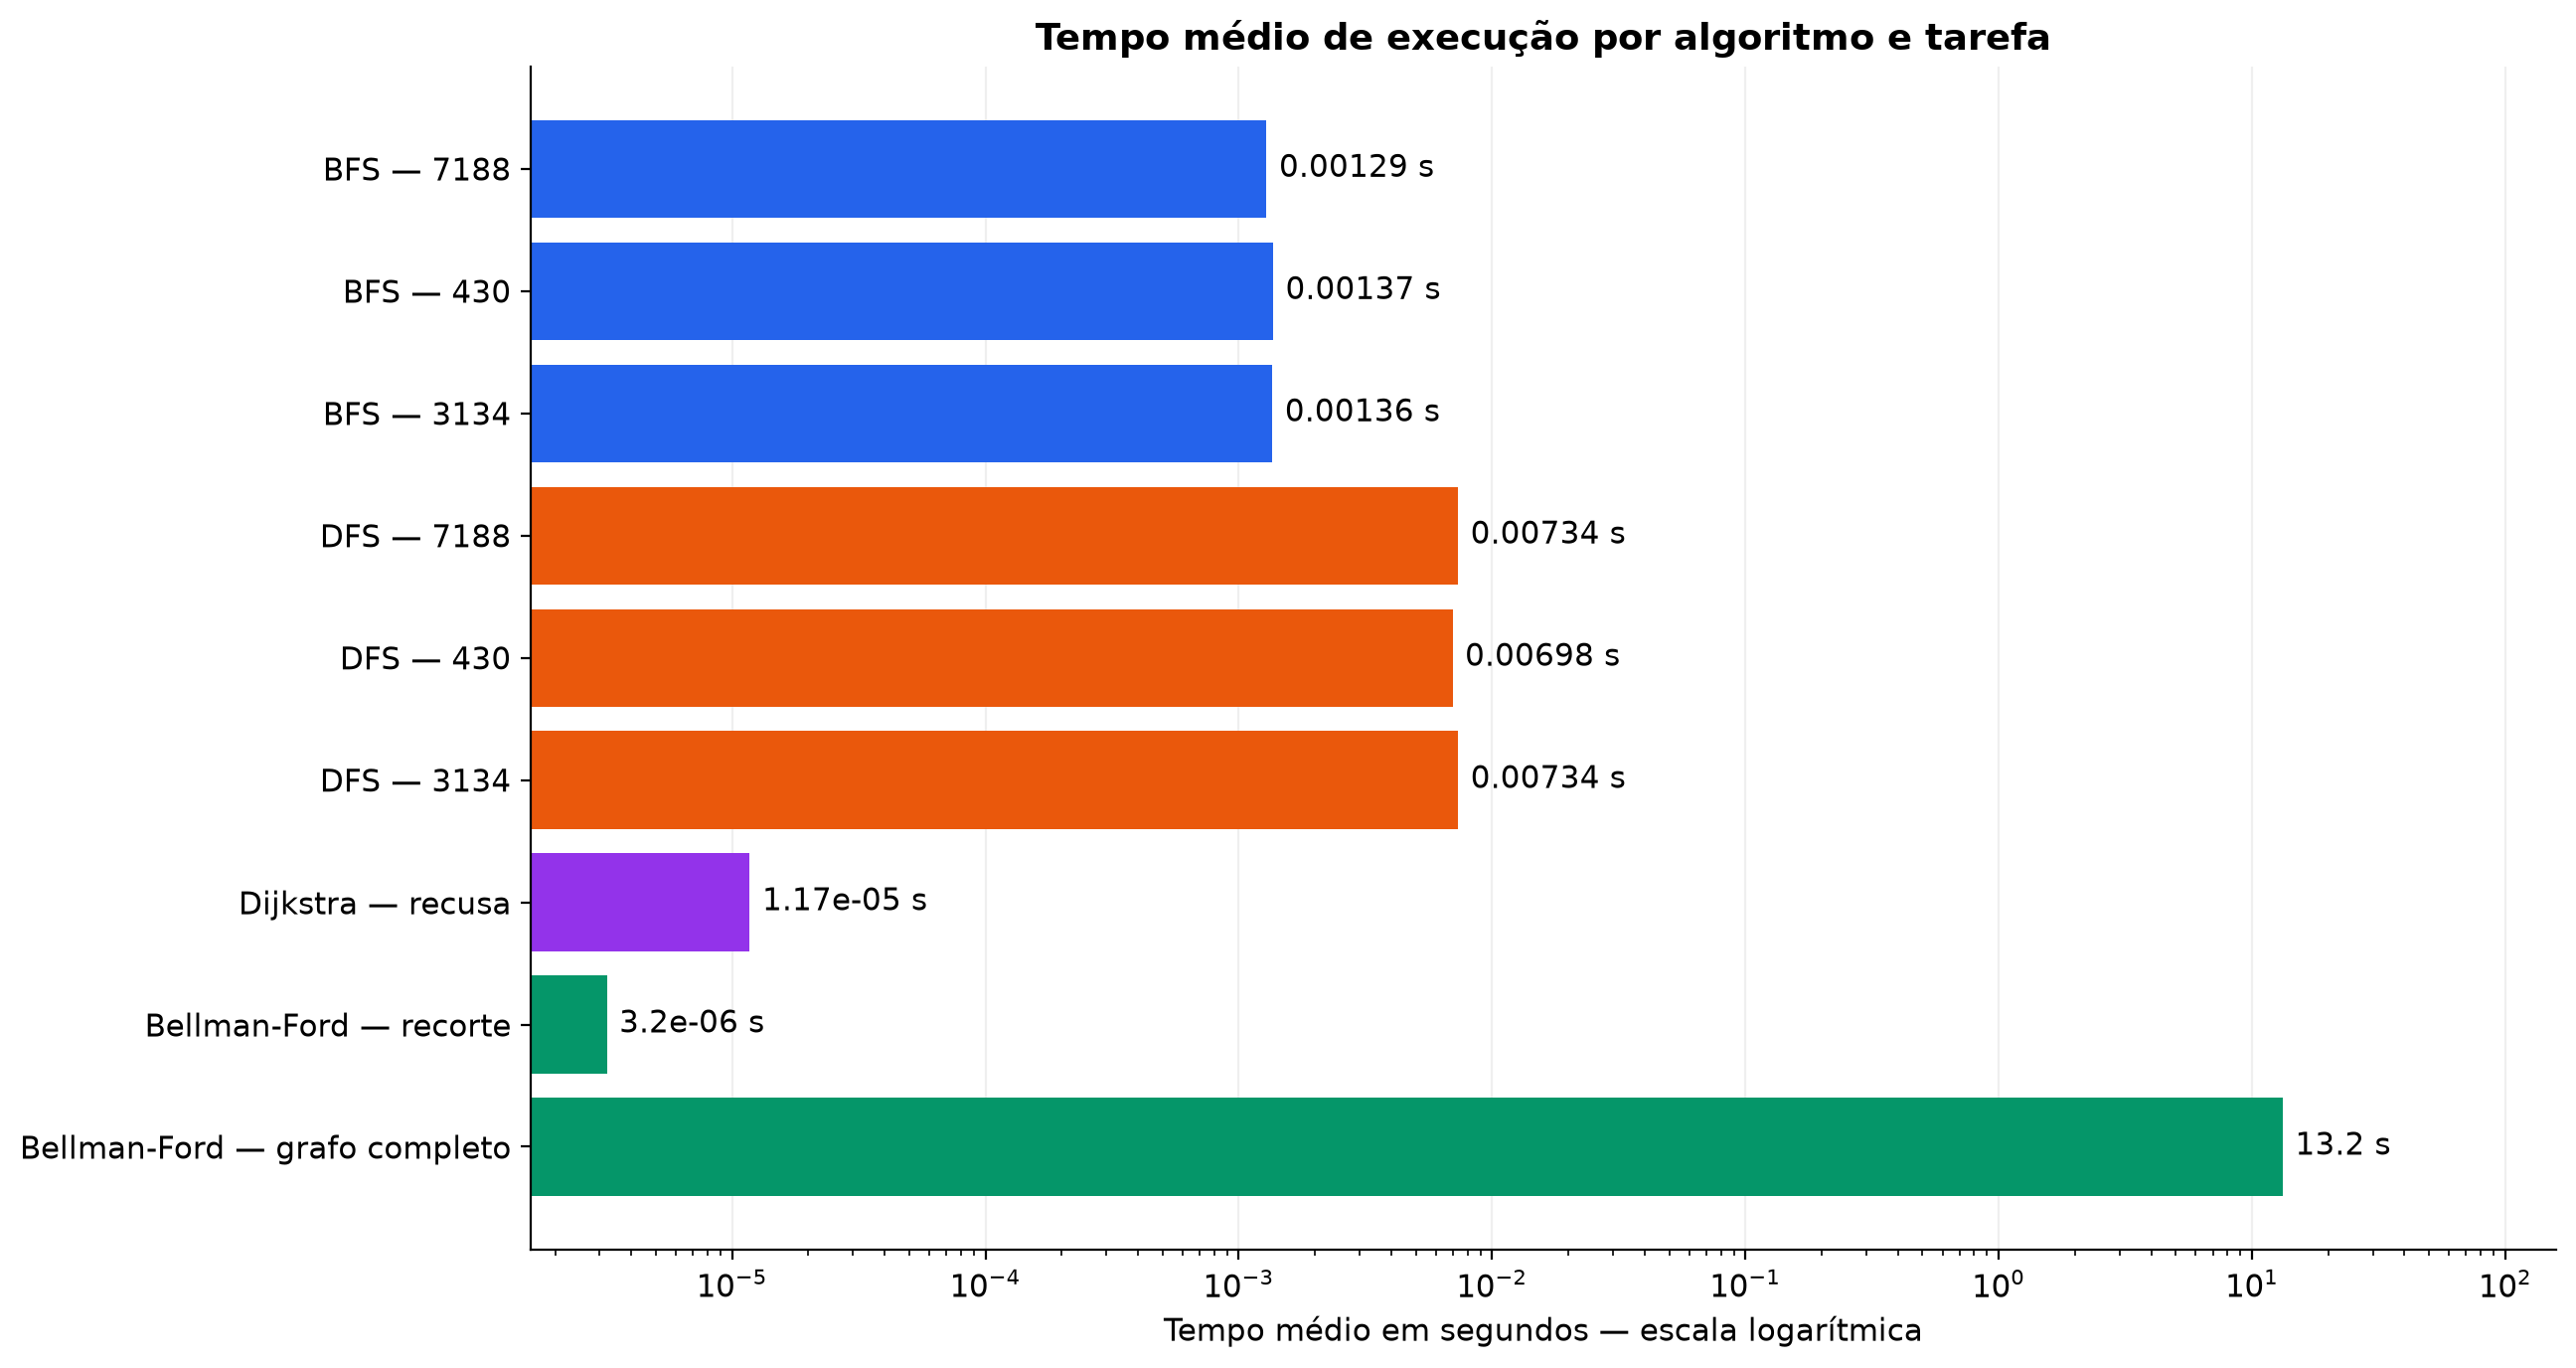 Tempo médio de execução por algoritmo e tarefa
BFS — 7188
0.00129 s
BFS — 430
0.00137 s
BFS — 3134
0.00136 s
DFS — 7188
0.00734 s
DFS — 430
0.00698 s
DFS — 3134
0.00734 s
Dijkstra — recusa
1.17e-05 s
Bellman-Ford — recorte
3.2e-06 s
Bellman-Ford — grafo completo
13.2 s
10⁻⁵ 10⁻⁴ 10⁻³ 10⁻² 10⁻¹ 10⁰ 10¹ 10²
Tempo médio em segundos — escala logarítmica